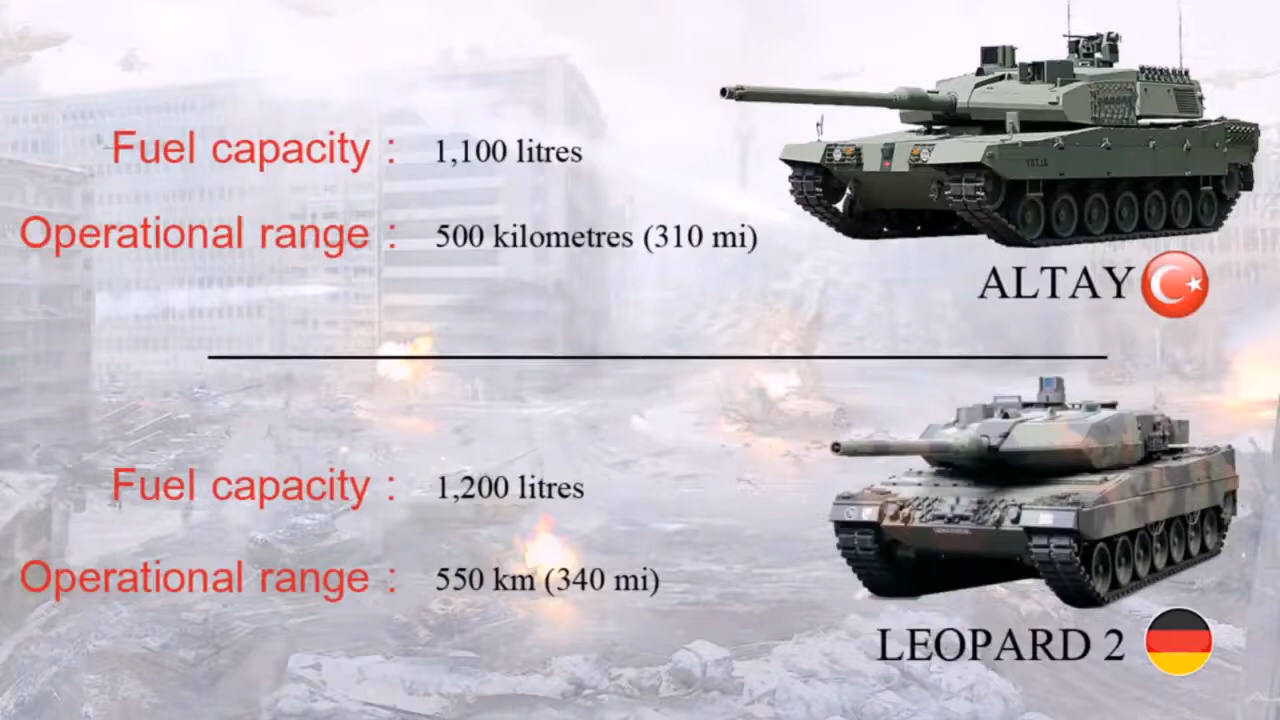 Fuel capacity : 1,100 litres
Operational range : 500 kilometres (310 mi)
ALTAY
Fuel capacity : 1,200 litres
Operational range : 550 km (340 mi)
LEOPARD 2